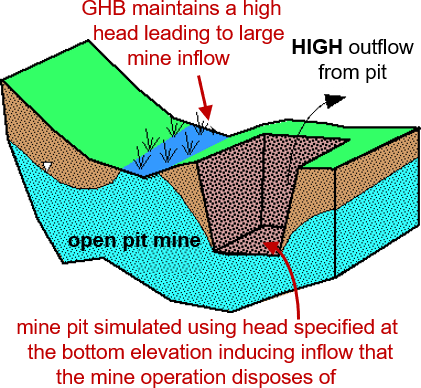 GHB maintains a high
head leading to large
mine inflow
HIGH outflow
from pit
open pit mine
mine pit simulated using head specified at
the bottom elevation inducing inflow that
the mine operation disposes of